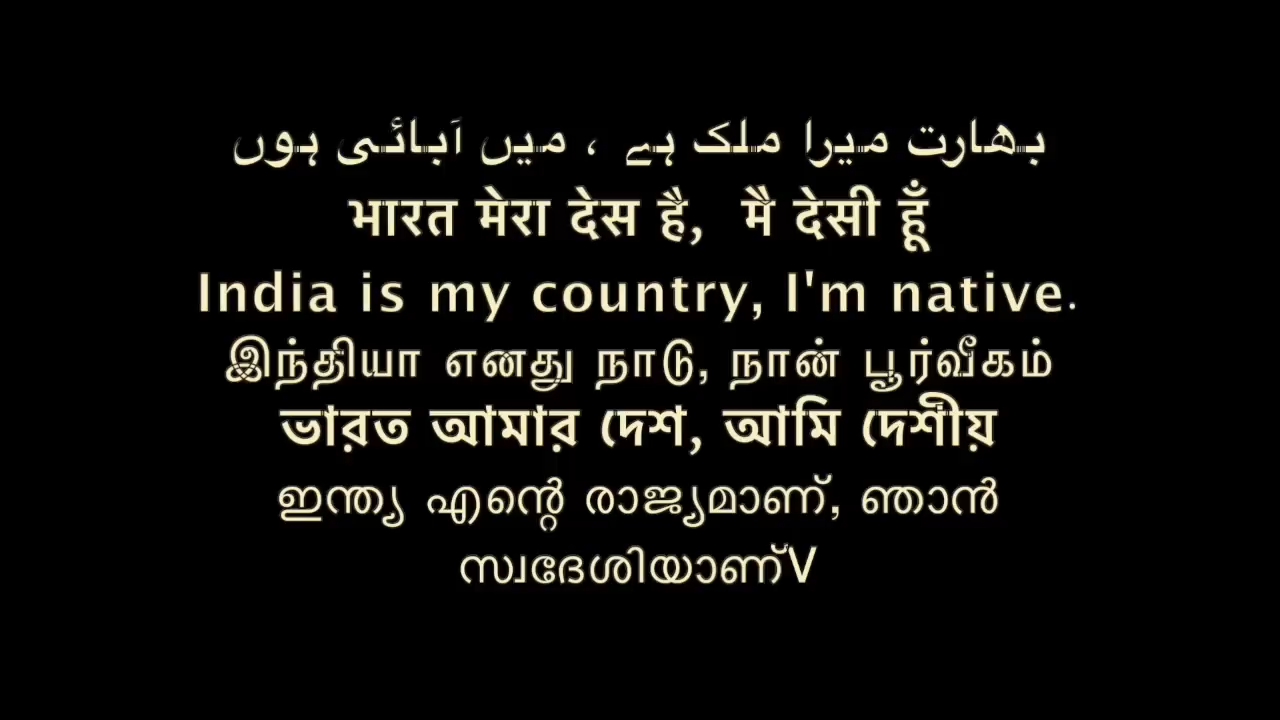 بھارت میرا ملک ہے ، میں آبائی ہوں
भारत मेरा देस है, मै देसी हूँ
India is my country, I'm native.
இந்தியா எனது நாடு, நான் பூர்வீகம்
ভারত আমার দেশ, আমি দেশীয়
ഇന്ത്യ എന്റെ രാജ്യമാണ്, ഞാൻ
സ്വദേശിയാണ്V